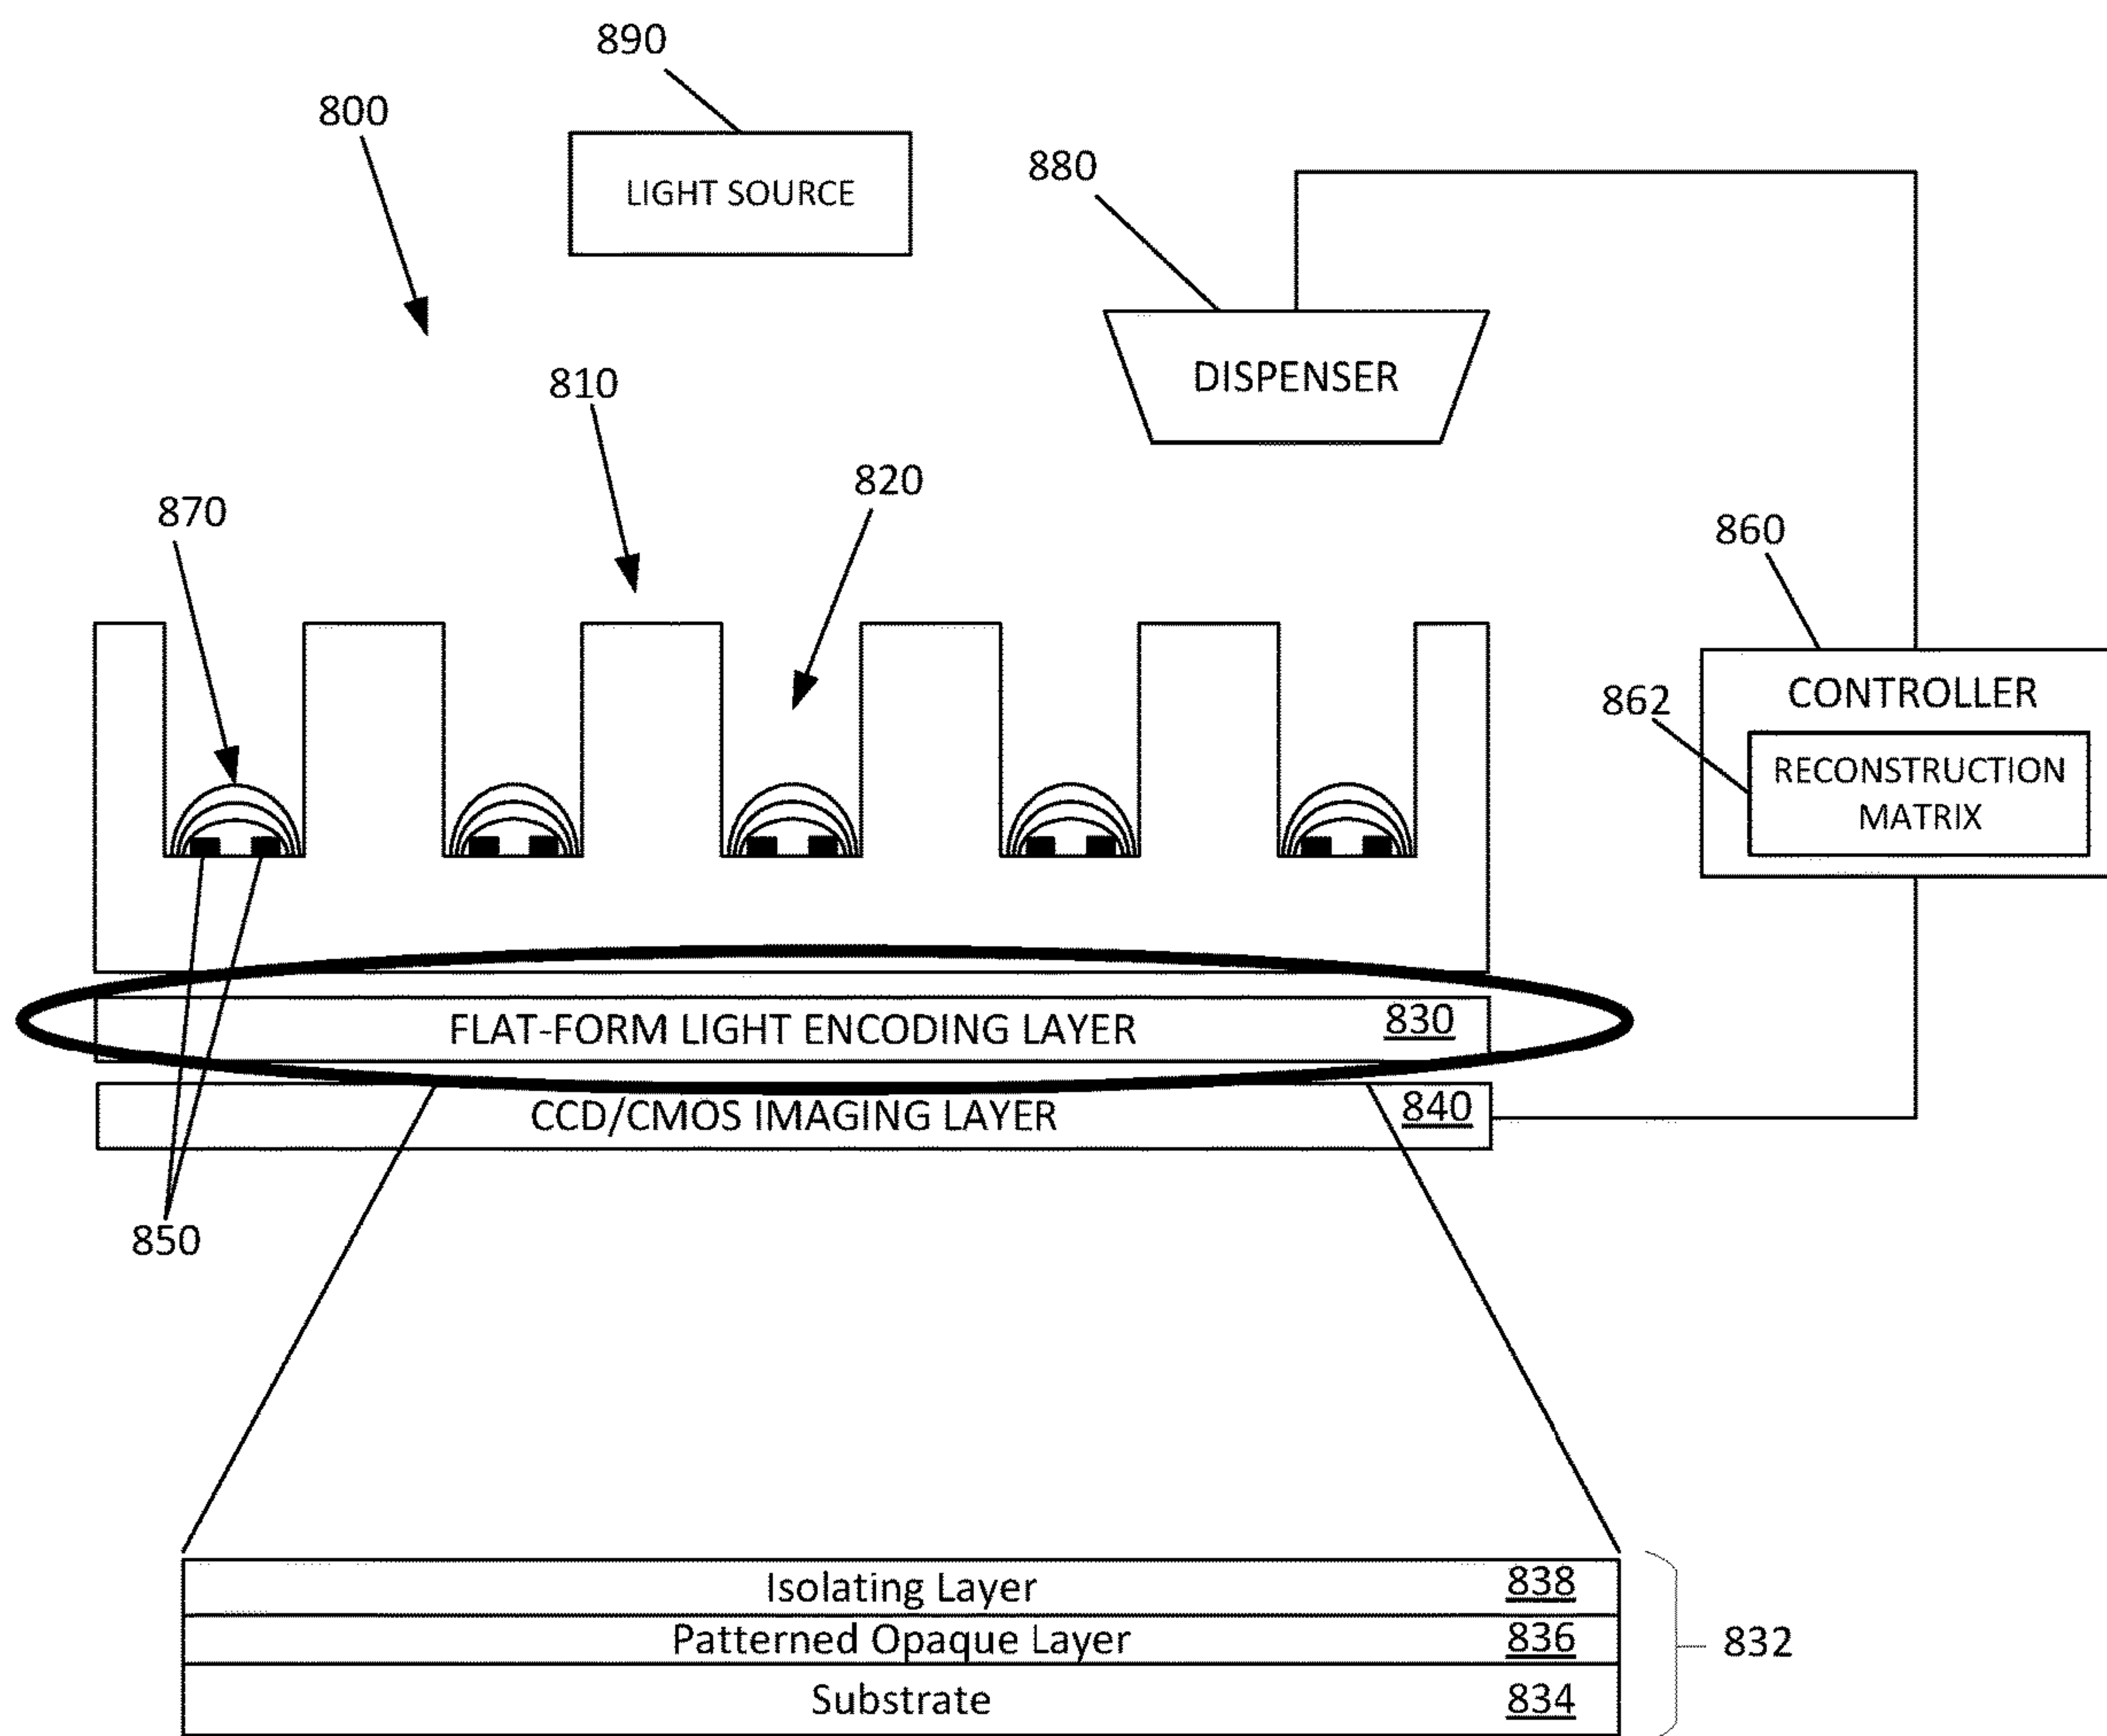 890
800
LIGHT SOURCE
880
DISPENSER
810
820
870
860
CONTROLLER
862
RECONSTRUCTION
MATRIX
FLAT-FORM LIGHT ENCODING LAYER 830
CCD/CMOS IMAGING LAYER 840
850
Isolating Layer 838
Patterned Opaque Layer 836
832
Substrate 834